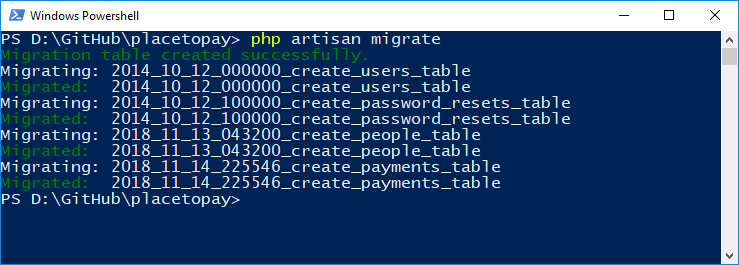 Windows Powershell
PS D:\GitHub\placetopay> php artisan migrate
Migration table created successfully.
Migrating: 2014_10_12_000000_create_users_table
Migrated:  2014_10_12_000000_create_users_table
Migrating: 2014_10_12_100000_create_password_resets_table
Migrated:  2014_10_12_100000_create_password_resets_table
Migrating: 2018_11_13_043200_create_people_table
Migrated:  2018_11_13_043200_create_people_table
Migrating: 2018_11_14_225546_create_payments_table
Migrated:  2018_11_14_225546_create_payments_table
PS D:\GitHub\placetopay>